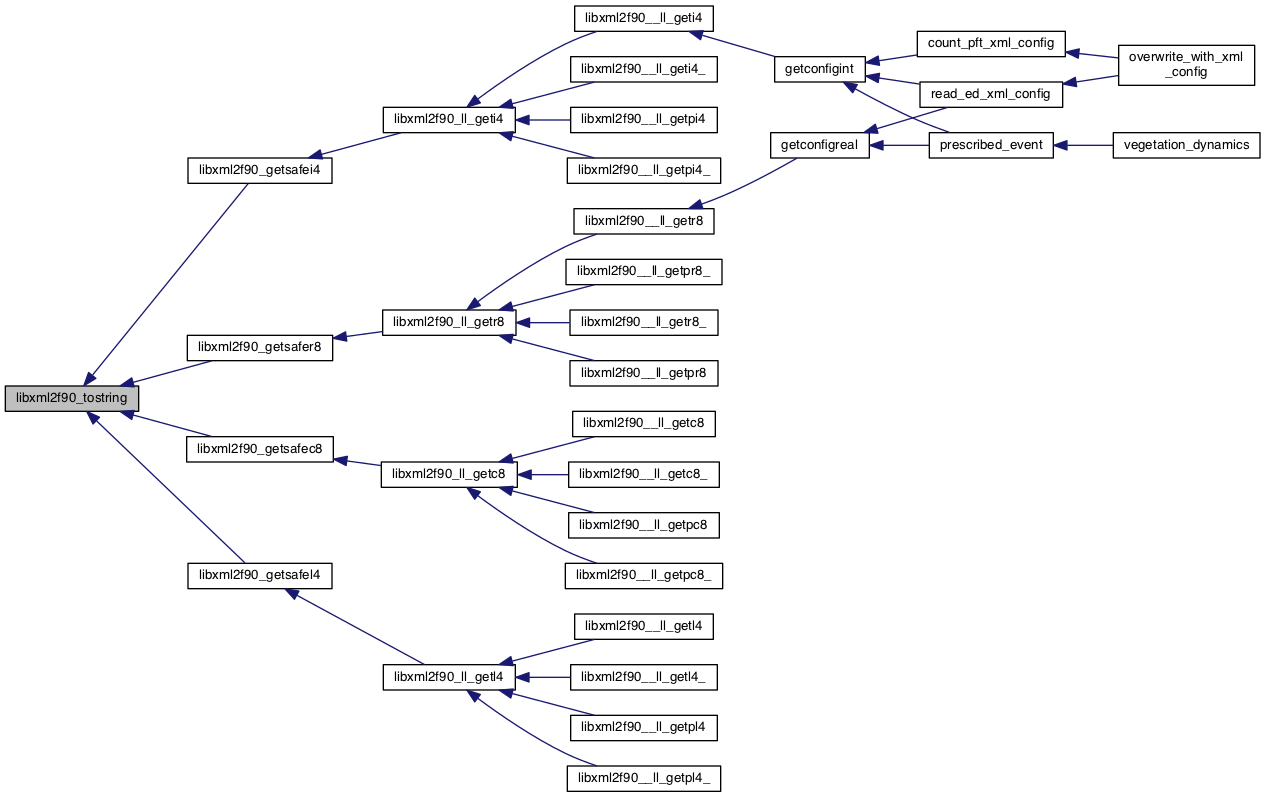 libxml2f90__ll_geti4
count_pft_xml_config
overwrite_with_xml
_config
libxml2f90__ll_geti4_
getconfigint
read_ed_xml_config
libxml2f90_ll_geti4
libxml2f90__ll_getpi4
getconfigreal
prescribed_event
vegetation_dynamics
libxml2f90_getsafei4
libxml2f90__ll_getpi4_
libxml2f90__ll_getr8
libxml2f90__ll_getpr8_
libxml2f90_ll_getr8
libxml2f90__ll_getr8_
libxml2f90_getsafer8
libxml2f90__ll_getpr8
libxml2f90_tostring
libxml2f90__ll_getc8
libxml2f90_getsafec8
libxml2f90_ll_getc8
libxml2f90__ll_getc8_
libxml2f90__ll_getpc8
libxml2f90_getsafel4
libxml2f90__ll_getpc8_
libxml2f90__ll_getl4
libxml2f90_ll_getl4
libxml2f90__ll_getl4_
libxml2f90__ll_getpl4
libxml2f90__ll_getpl4_